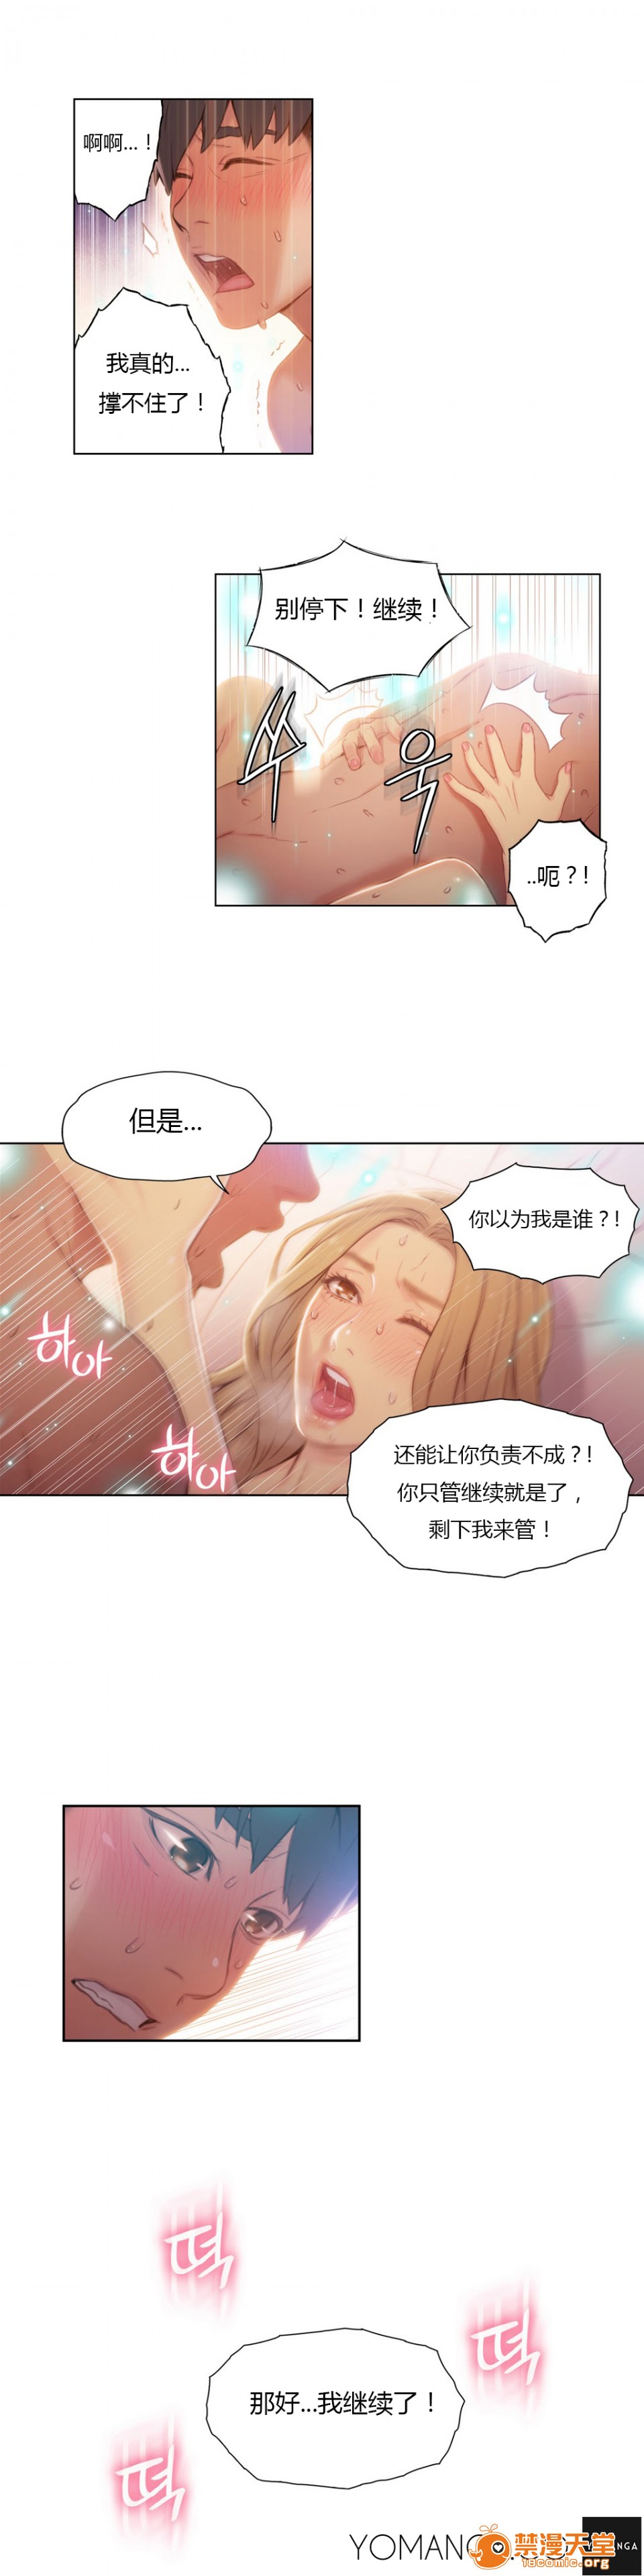 啊啊...！
我真的...
撑不住了！
别停下！继续！
쑤
욱
..呃？！
但是...
你以为我是谁？！
하아
하아
还能让你负责不成？！
你只管继续就是了，
剩下我来管！
떡
떡
那好...我继续了！
떡
禁漫天堂
18comic.org